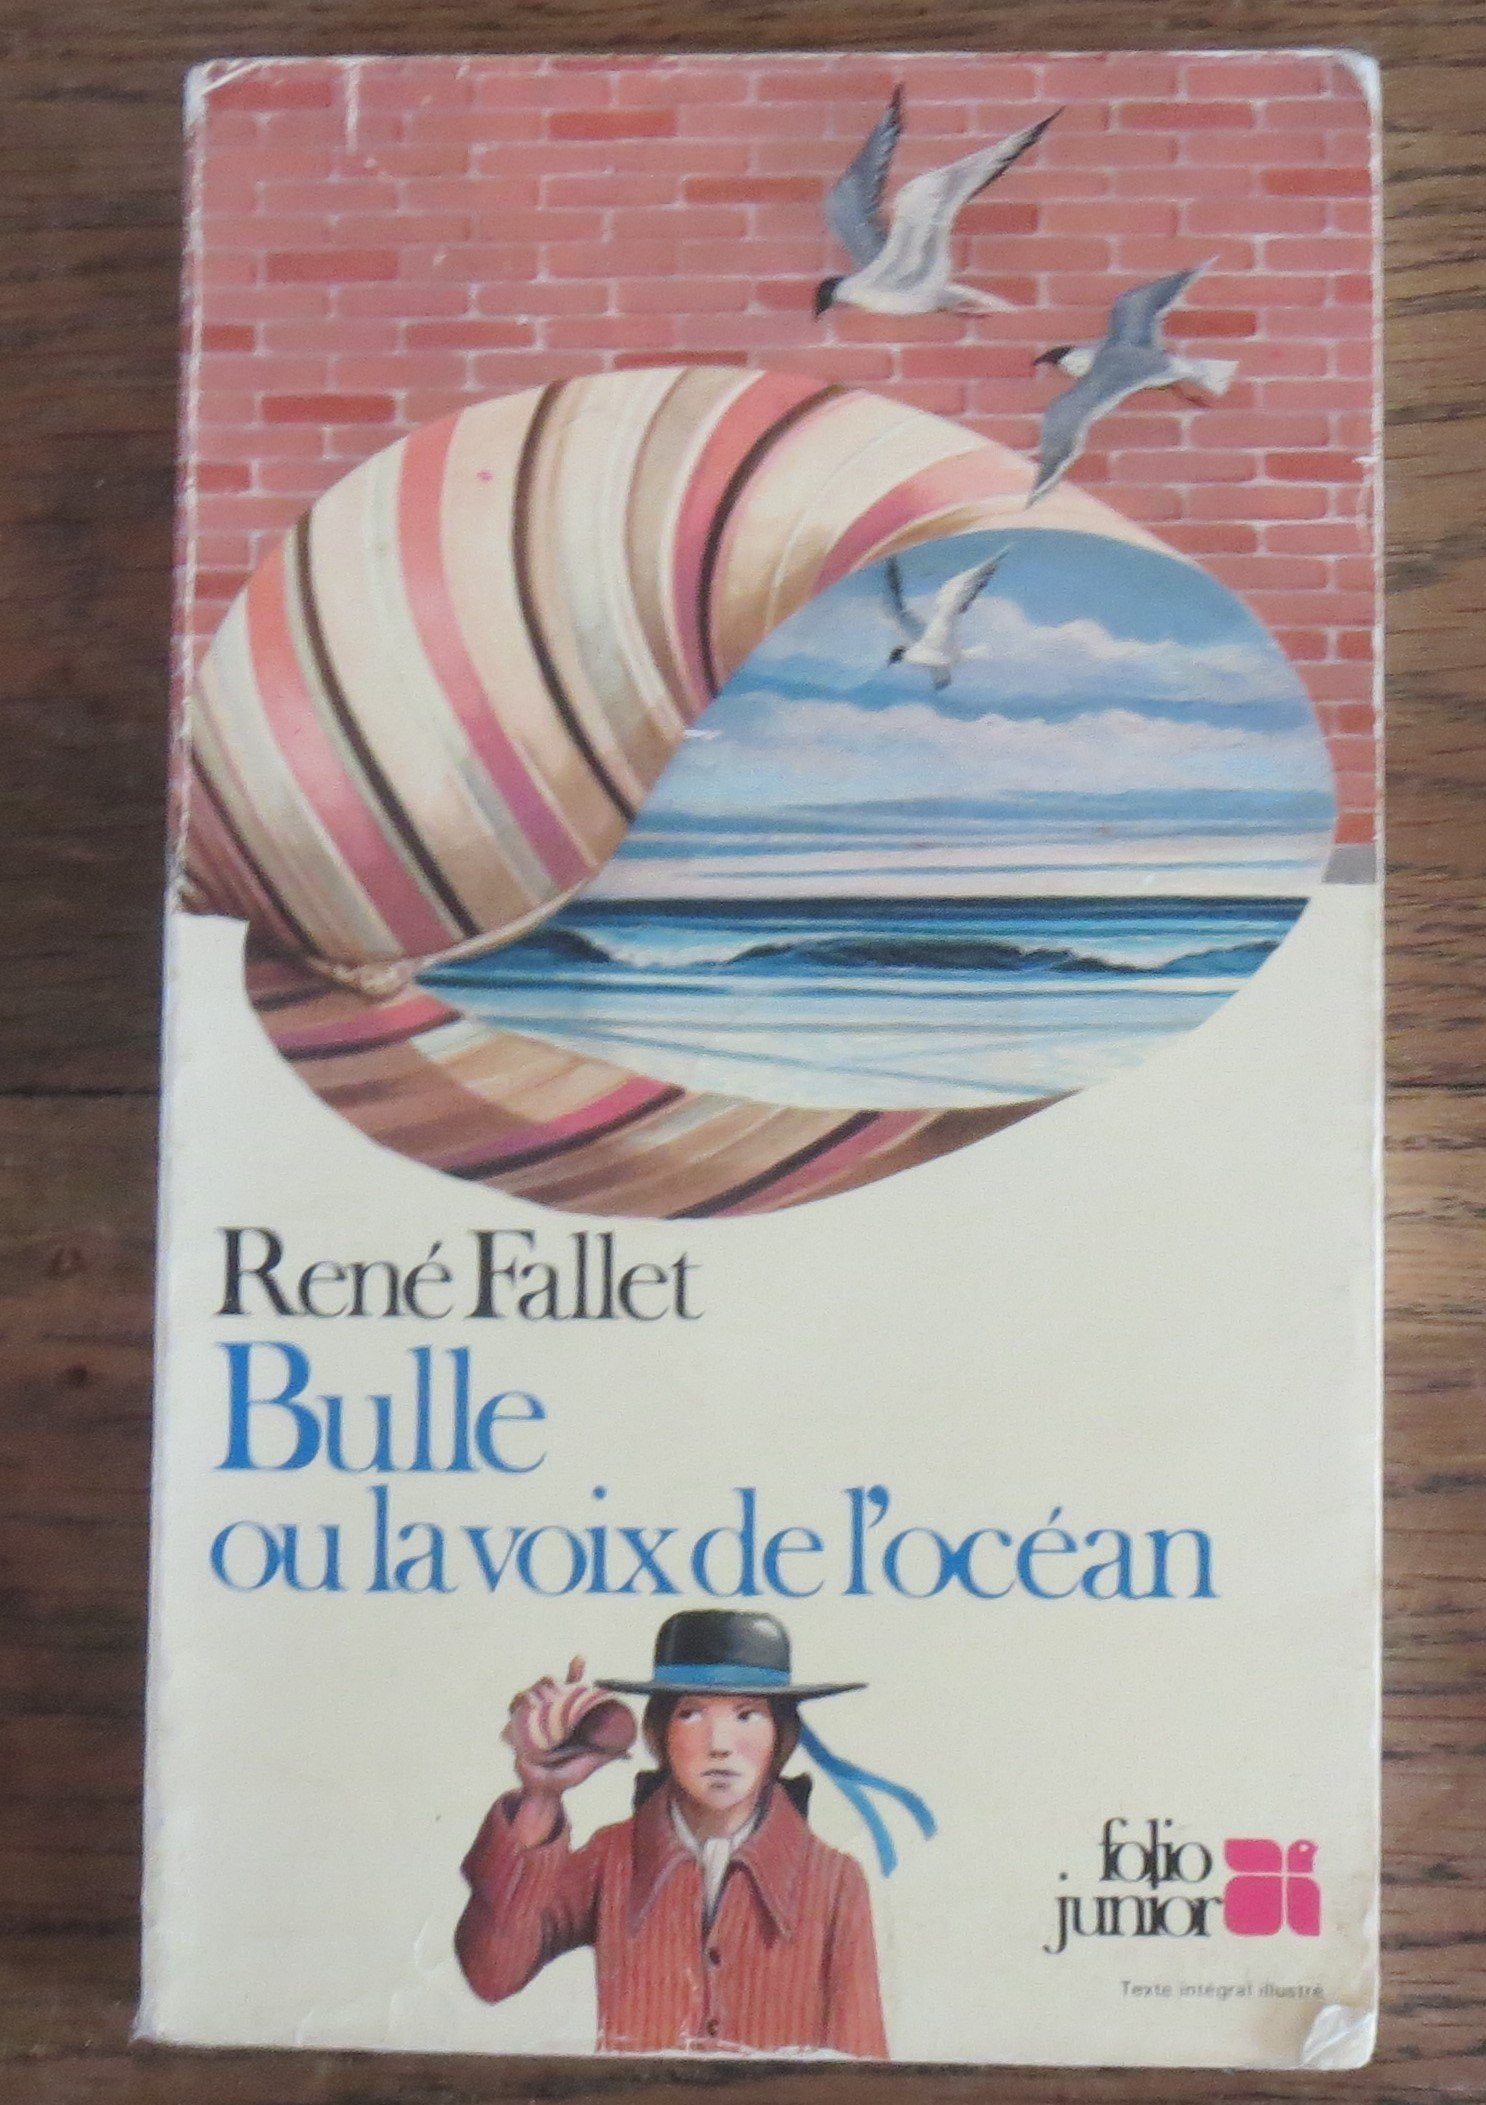 René Fallet
Bulle
ou la voix de l'océan
folio
junior
Texte intégral illustré